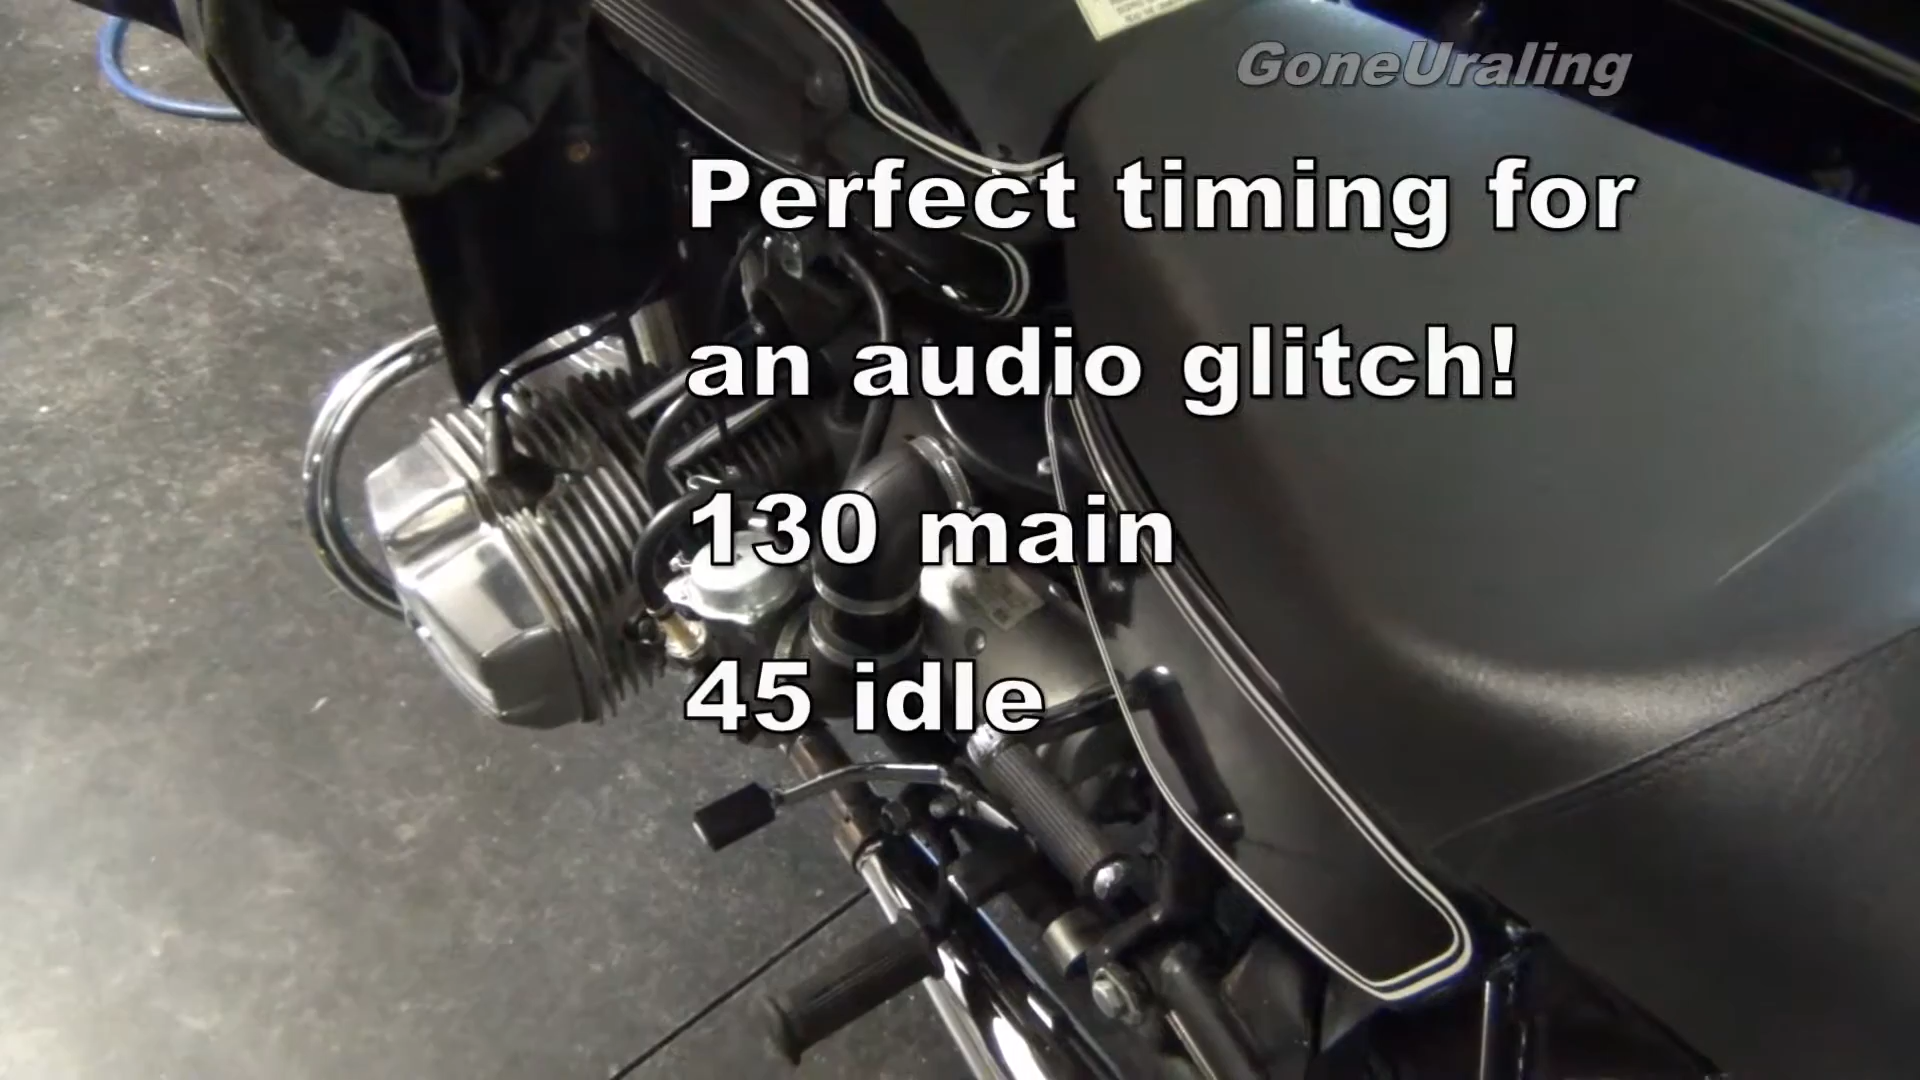 GoneUraling
Perfect timing for
an audio glitch!
130 main
45 idle